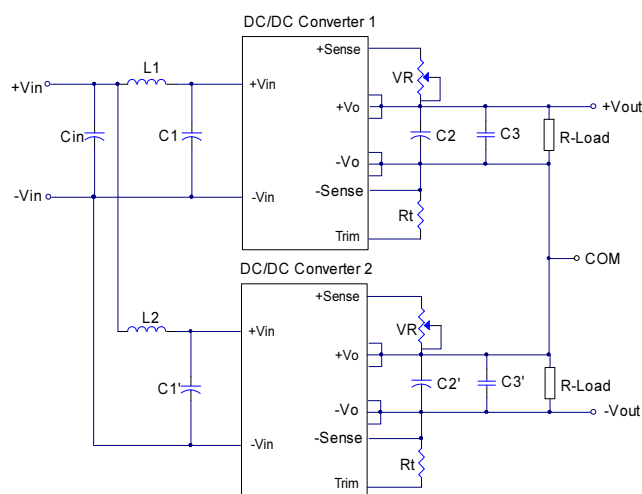 DC/DC Converter 1
+Sense
L1
VR
+Vin
+Vin
+Vo
+Vout
Cin
C1
C2
C3
R-Load
-Vo
-Vin
-Vin
-Sense
Rt
Trim
COM
DC/DC Converter 2
+Sense
L2
VR
+Vin
+Vo
C1'
C2'
C3'
R-Load
-Vo
-Vout
-Vin
-Sense
Rt
Trim